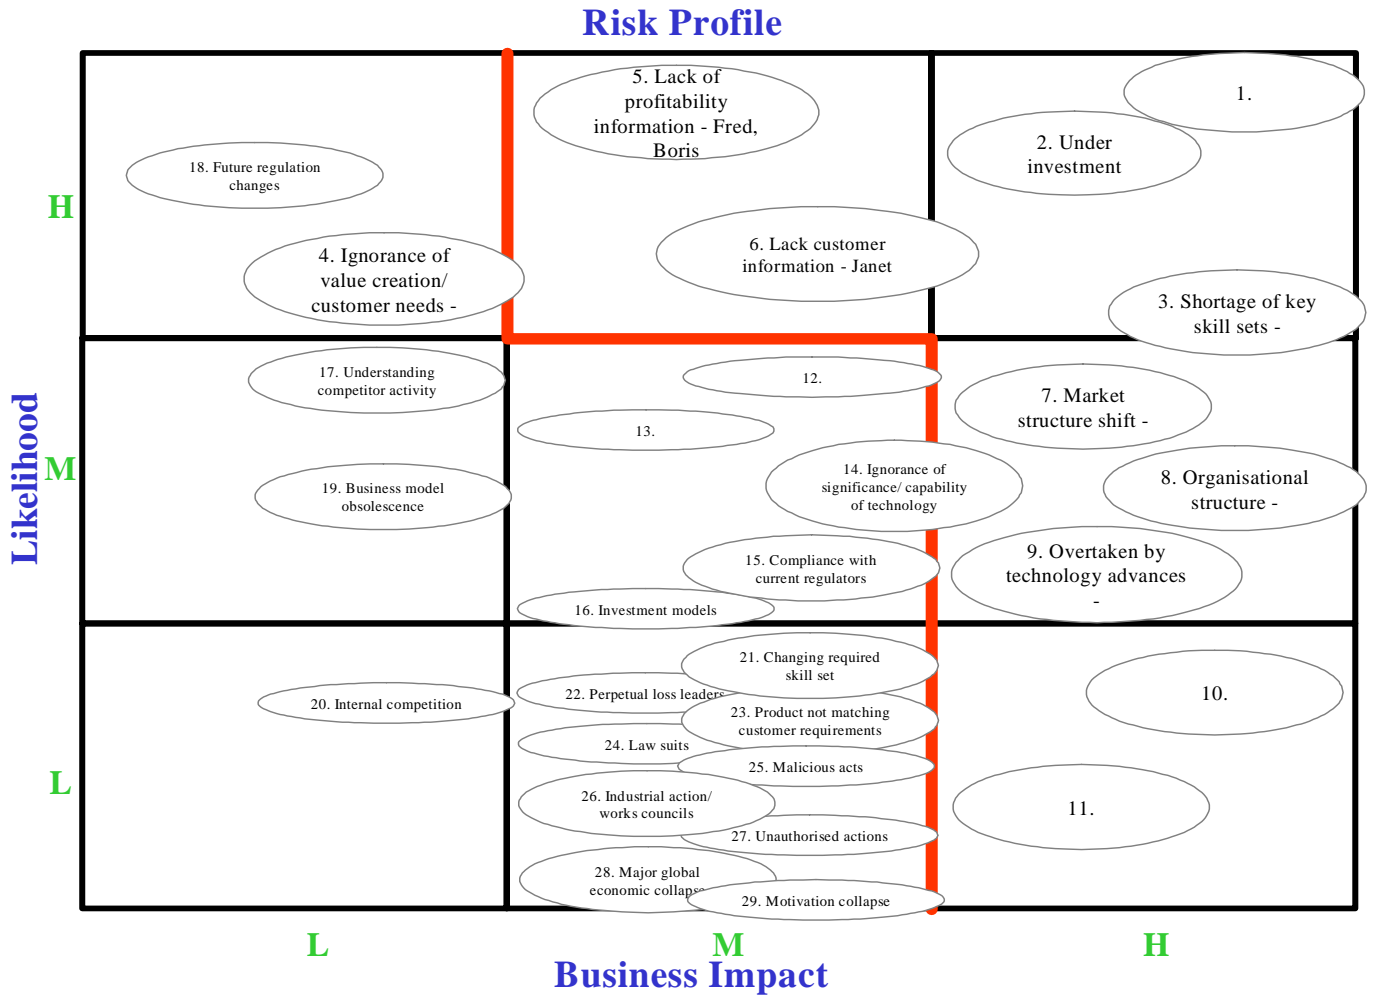 Risk Profile
5. Lack of
profitability
information - Fred,
Boris
1.
2. Under
investment
18. Future regulation
changes
H
6. Lack customer
information - Janet
4. Ignorance of
value creation/
customer needs -
3. Shortage of key
skill sets -
17. Understanding
competitor activity
12.
7. Market
structure shift -
13.
Likelihood
M
14. Ignorance of
significance/ capability
of technology
8. Organisational
structure -
19. Business model
obsolescence
15. Compliance with
current regulators
9. Overtaken by
technology advances
-
16. Investment models
21. Changing required
skill set
22. Perpetual loss leaders
20. Internal competition
10.
23. Product not matching
customer requirements
24. Law suits
25. Malicious acts
L
26. Industrial action/
works councils
11.
27. Unauthorised actions
28. Major global
economic collapse
29. Motivation collapse
L
M
H
Business Impact